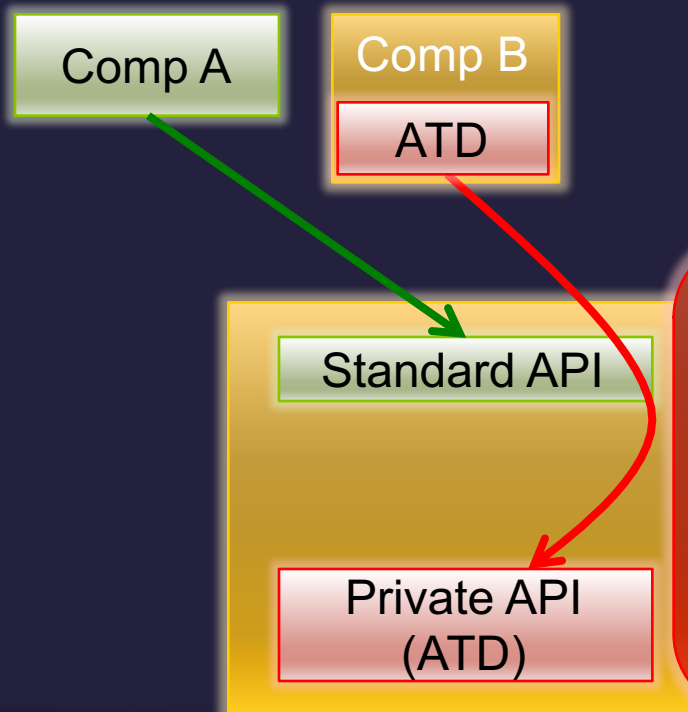 Comp A
Comp B
ATD
Standard API
Private API
(ATD)